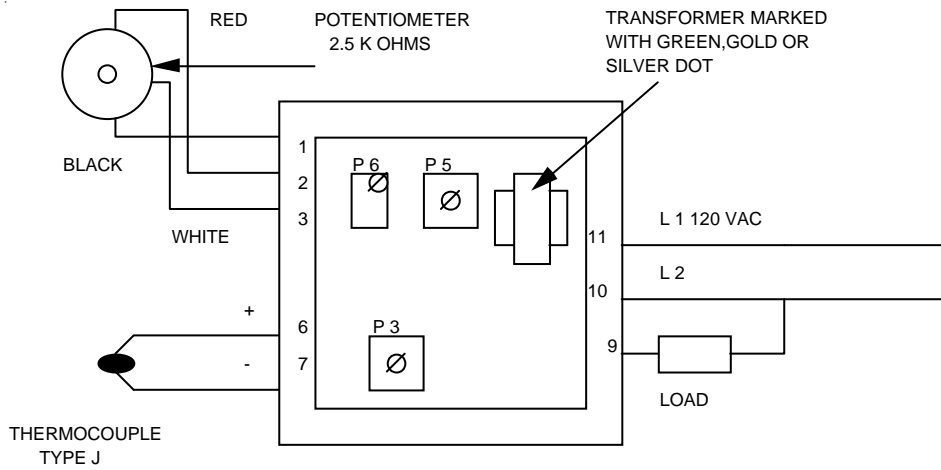 RED
POTENTIOMETER
2.5 K OHMS
TRANSFORMER MARKED
WITH GREEN,GOLD OR
SILVER DOT
BLACK
WHITE
1
2
3
P 6
P 5
L 1 120 VAC
11
L 2
10
+
6
-
7
P 3
9
LOAD
THERMOCOUPLE
TYPE J